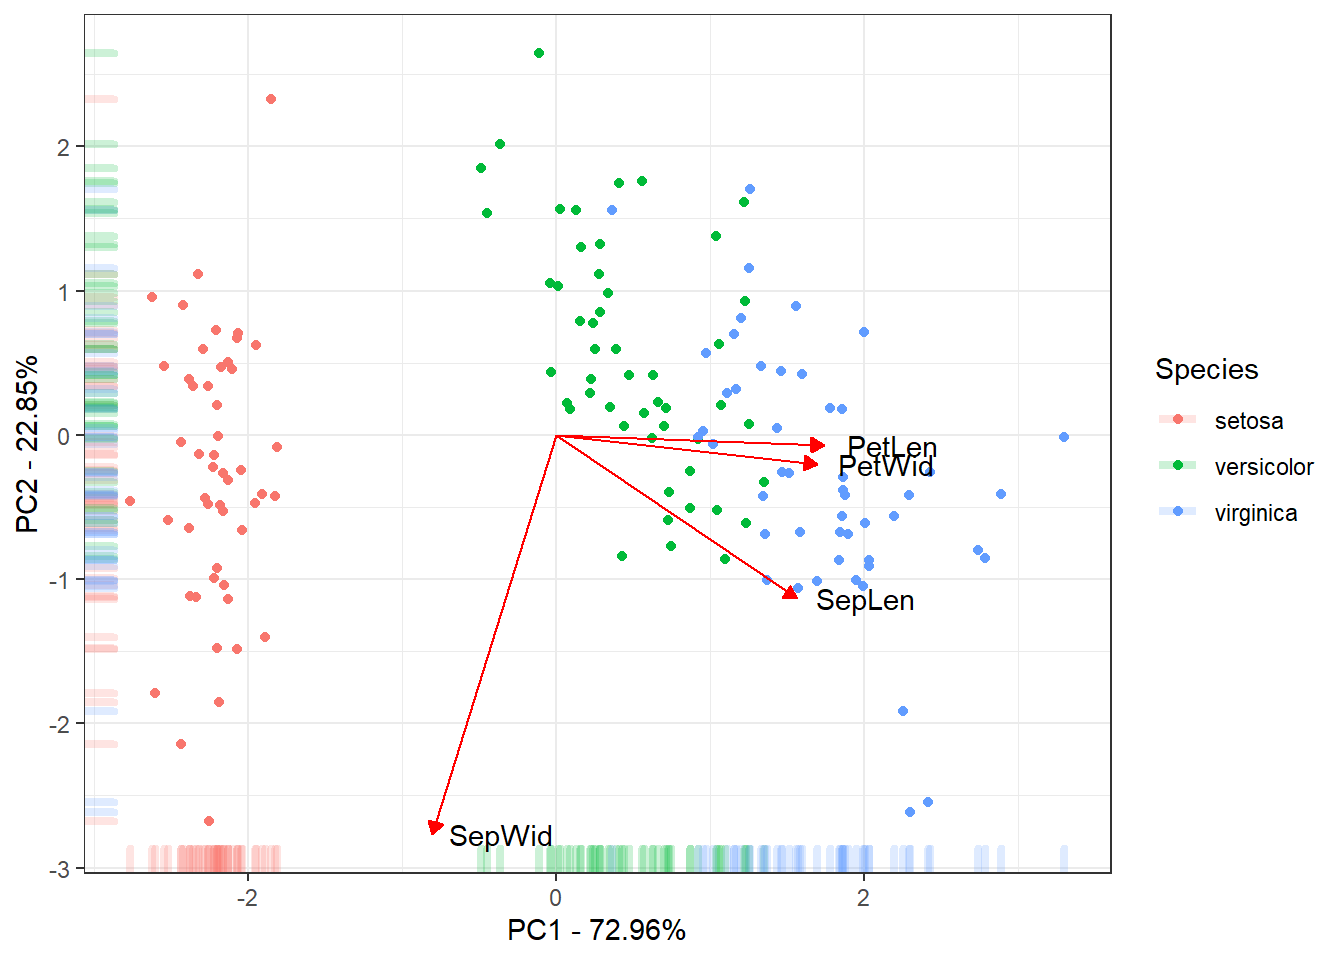 2
1
0
-1
-2
-3
PC2 - 22.85%
PetLen
PetWid
SepLen
SepWid
-2
0
2
PC1 - 72.96%
Species
setosa
versicolor
virginica